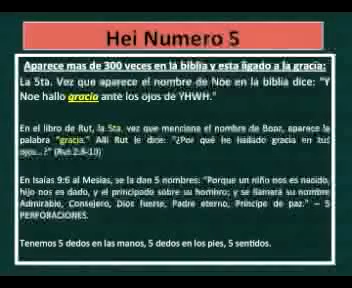 Hei Numero 5
Aparece mas de 300 veces en la biblia y esta ligado a la gracia:
La 5ta. Vez que aparece el nombre de Noe en la biblia dice: "Y
Noe hallo gracia ante los ojos de YHWH."
En el libro de Rut, la 5ta. vez que menciona el nombre de Booz, aparece la
palabra "gracia." Allí Rut le dice: "¿Por qué he hallado gracia en tus
ojos...?" (Rut 2:8-10)
En Isaías 9:6 al Mesías, se la dan 5 nombres: "Porque un niño nos es nacido,
hijo nos es dado, y el principado sobre su hombro; y se llamará su nombre
Admirable, Consejero, Dios fuerte, Padre eterno, Príncipe de paz." – 5
PERFORACIONES.
Tenemos 5 dedos en las manos, 5 dedos en los pies, 5 sentidos.